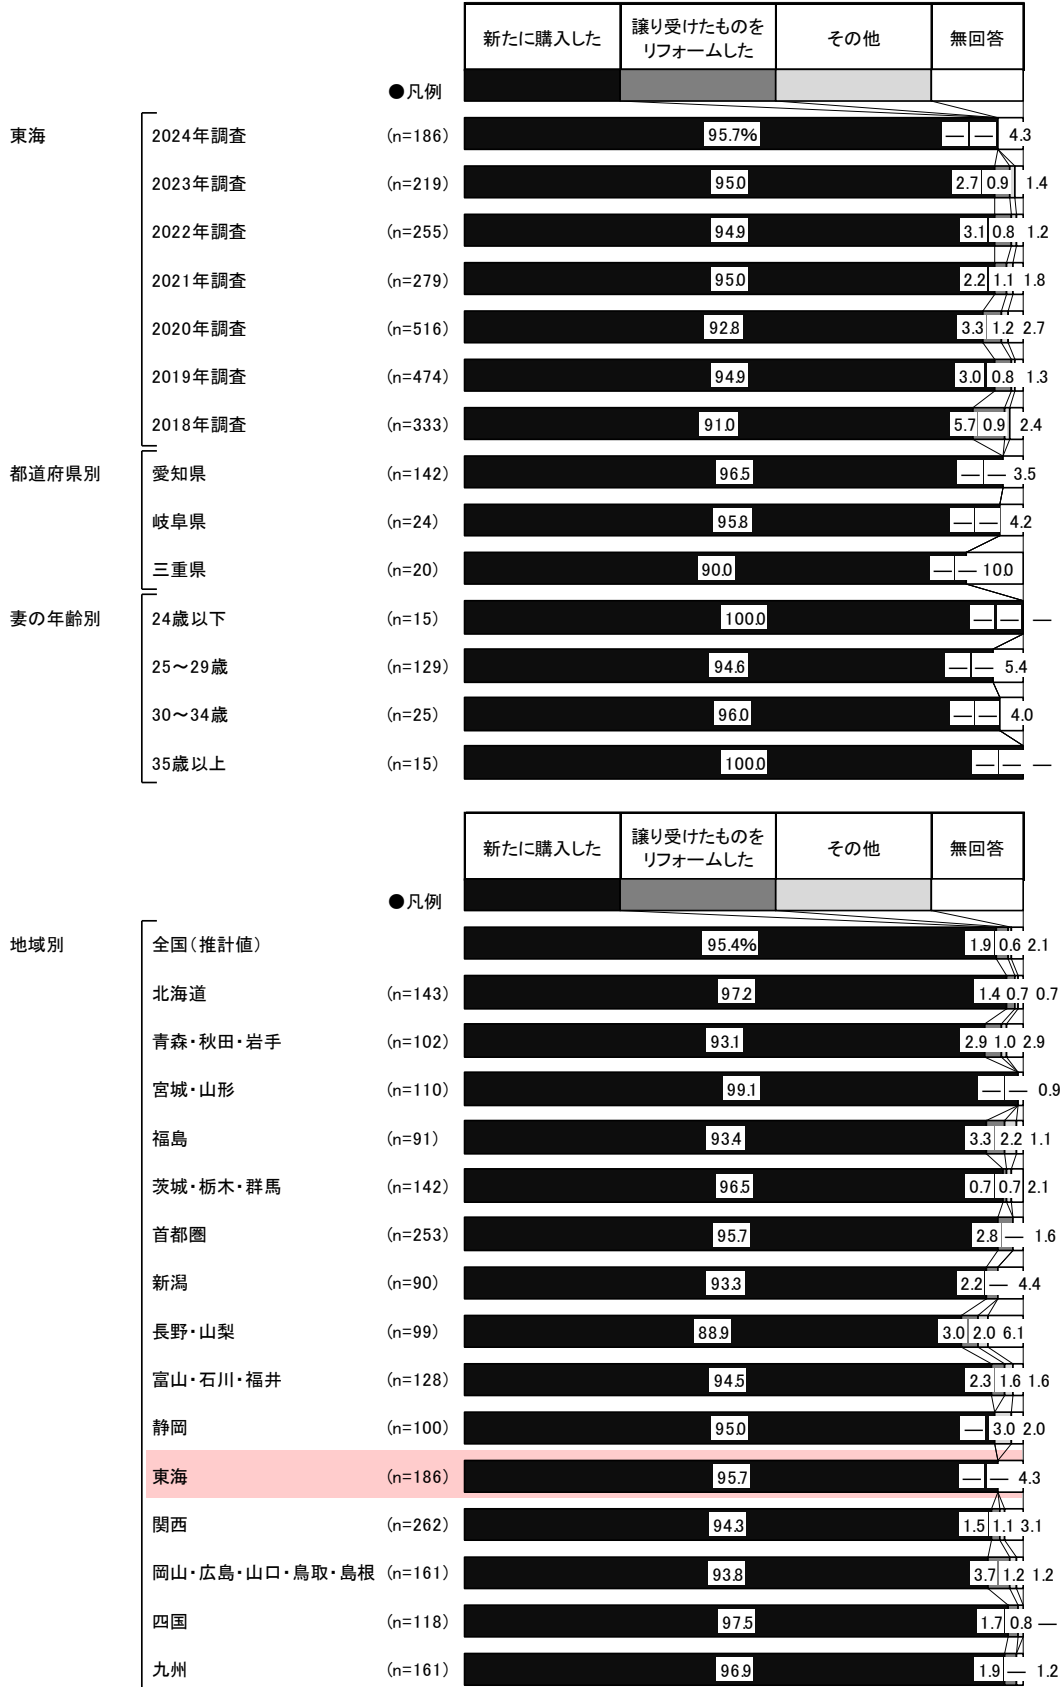 新たに購入した 譲り受けたものを リフォームした その他 無回答
●凡例
東海 2024年調査 (n=186) 95.7% — — 4.3
2023年調査 (n=219) 95.0 2.7 0.9 1.4
2022年調査 (n=255) 94.9 3.1 0.8 1.2
2021年調査 (n=279) 95.0 2.2 1.1 1.8
2020年調査 (n=516) 92.8 3.3 1.2 2.7
2019年調査 (n=474) 94.9 3.0 0.8 1.3
2018年調査 (n=333) 91.0 5.7 0.9 2.4
都道府県別 愛知県 (n=142) 96.5 — — 3.5
岐阜県 (n=24) 95.8 — — 4.2
三重県 (n=20) 90.0 — — 10.0
妻の年齢別 24歳以下 (n=15) 100.0 — — —
25～29歳 (n=129) 94.6 — — 5.4
30～34歳 (n=25) 96.0 — — 4.0
35歳以上 (n=15) 100.0 — — —
新たに購入した 譲り受けたものを リフォームした その他 無回答
●凡例
地域別 全国(推計値) 95.4% 1.9 0.6 2.1
北海道 (n=143) 97.2 1.4 0.7 0.7
青森・秋田・岩手 (n=102) 93.1 2.9 1.0 2.9
宮城・山形 (n=110) 99.1 — — 0.9
福島 (n=91) 93.4 3.3 2.2 1.1
茨城・栃木・群馬 (n=142) 96.5 0.7 0.7 2.1
首都圏 (n=253) 95.7 2.8 — 1.6
新潟 (n=90) 93.3 2.2 — 4.4
長野・山梨 (n=99) 88.9 3.0 2.0 6.1
富山・石川・福井 (n=128) 94.5 2.3 1.6 1.6
静岡 (n=100) 95.0 — 3.0 2.0
東海 (n=186) 95.7 — — 4.3
関西 (n=262) 94.3 1.5 1.1 3.1
岡山・広島・山口・鳥取・島根 (n=161) 93.8 3.7 1.2 1.2
四国 (n=118) 97.5 1.7 0.8 —
九州 (n=161) 96.9 1.9 — 1.2